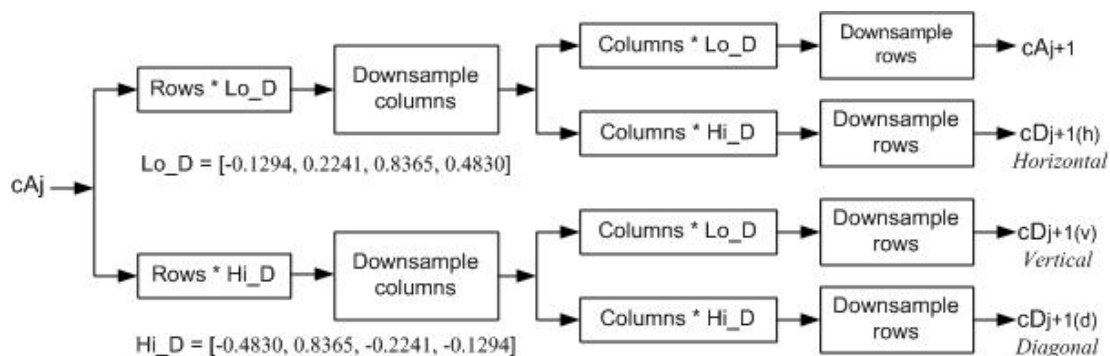 cAj
Rows * Lo_D
Downsample
columns
Columns * Lo_D
Downsample
rows
cAj+1
Columns * Hi_D
Downsample
rows
cDj+1(h)
Horizontal
Lo_D = [-0.1294, 0.2241, 0.8365, 0.4830]
Rows * Hi_D
Downsample
columns
Columns * Lo_D
Downsample
rows
cDj+1(v)
Vertical
Columns * Hi_D
Downsample
rows
cDj+1(d)
Diagonal
Hi_D = [-0.4830, 0.8365, -0.2241, -0.1294]